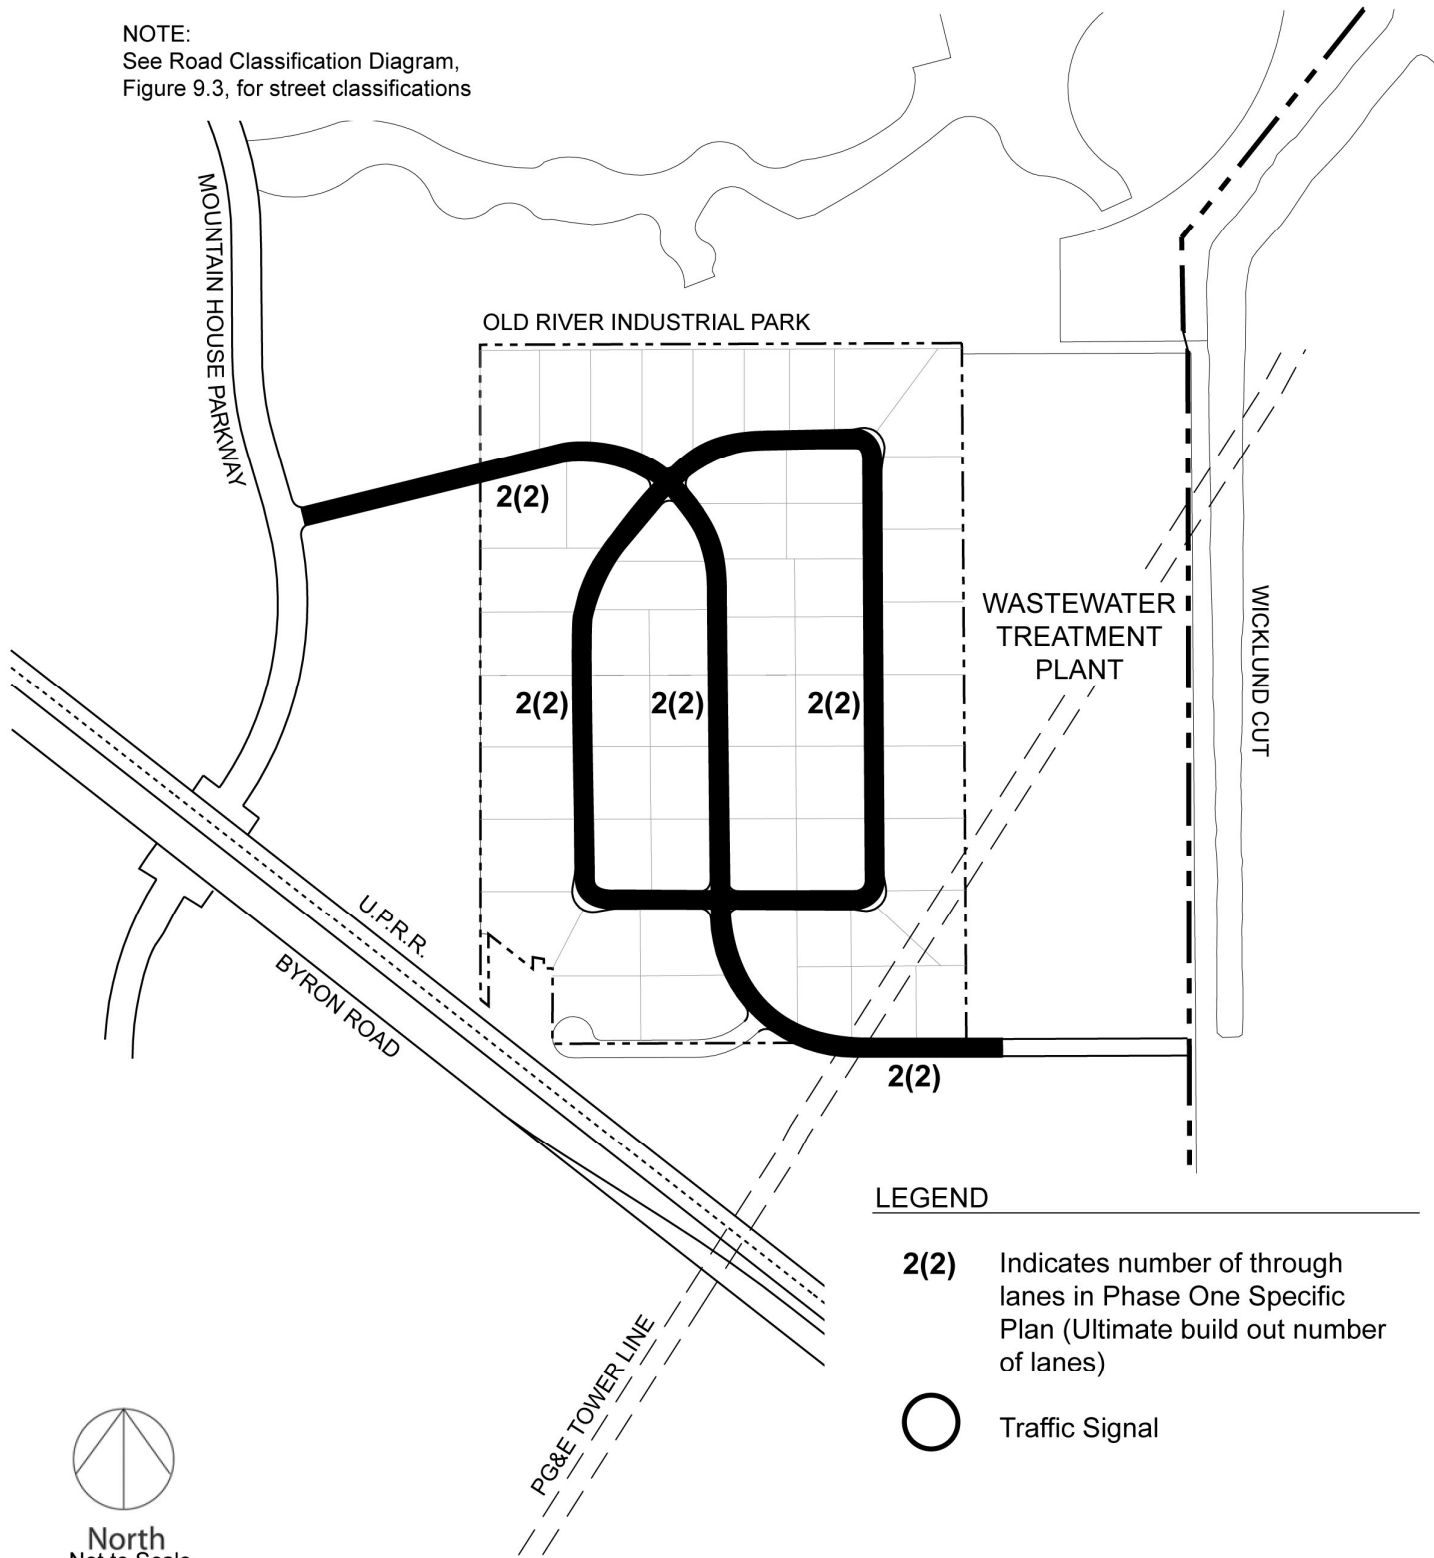 NOTE:
See Road Classification Diagram,
Figure 9.3, for street classifications
MOUNTAIN HOUSE PARKWAY
OLD RIVER INDUSTRIAL PARK
2(2)
WASTEWATER
TREATMENT
PLANT
WICKLUND CUT
2(2)
2(2)
2(2)
U.P.R.R.
BYRON ROAD
2(2)
PG&E TOWER LINE
LEGEND
2(2) Indicates number of through
lanes in Phase One Specific
Plan (Ultimate build out number
of lanes)
Traffic Signal
North
Not to Scale